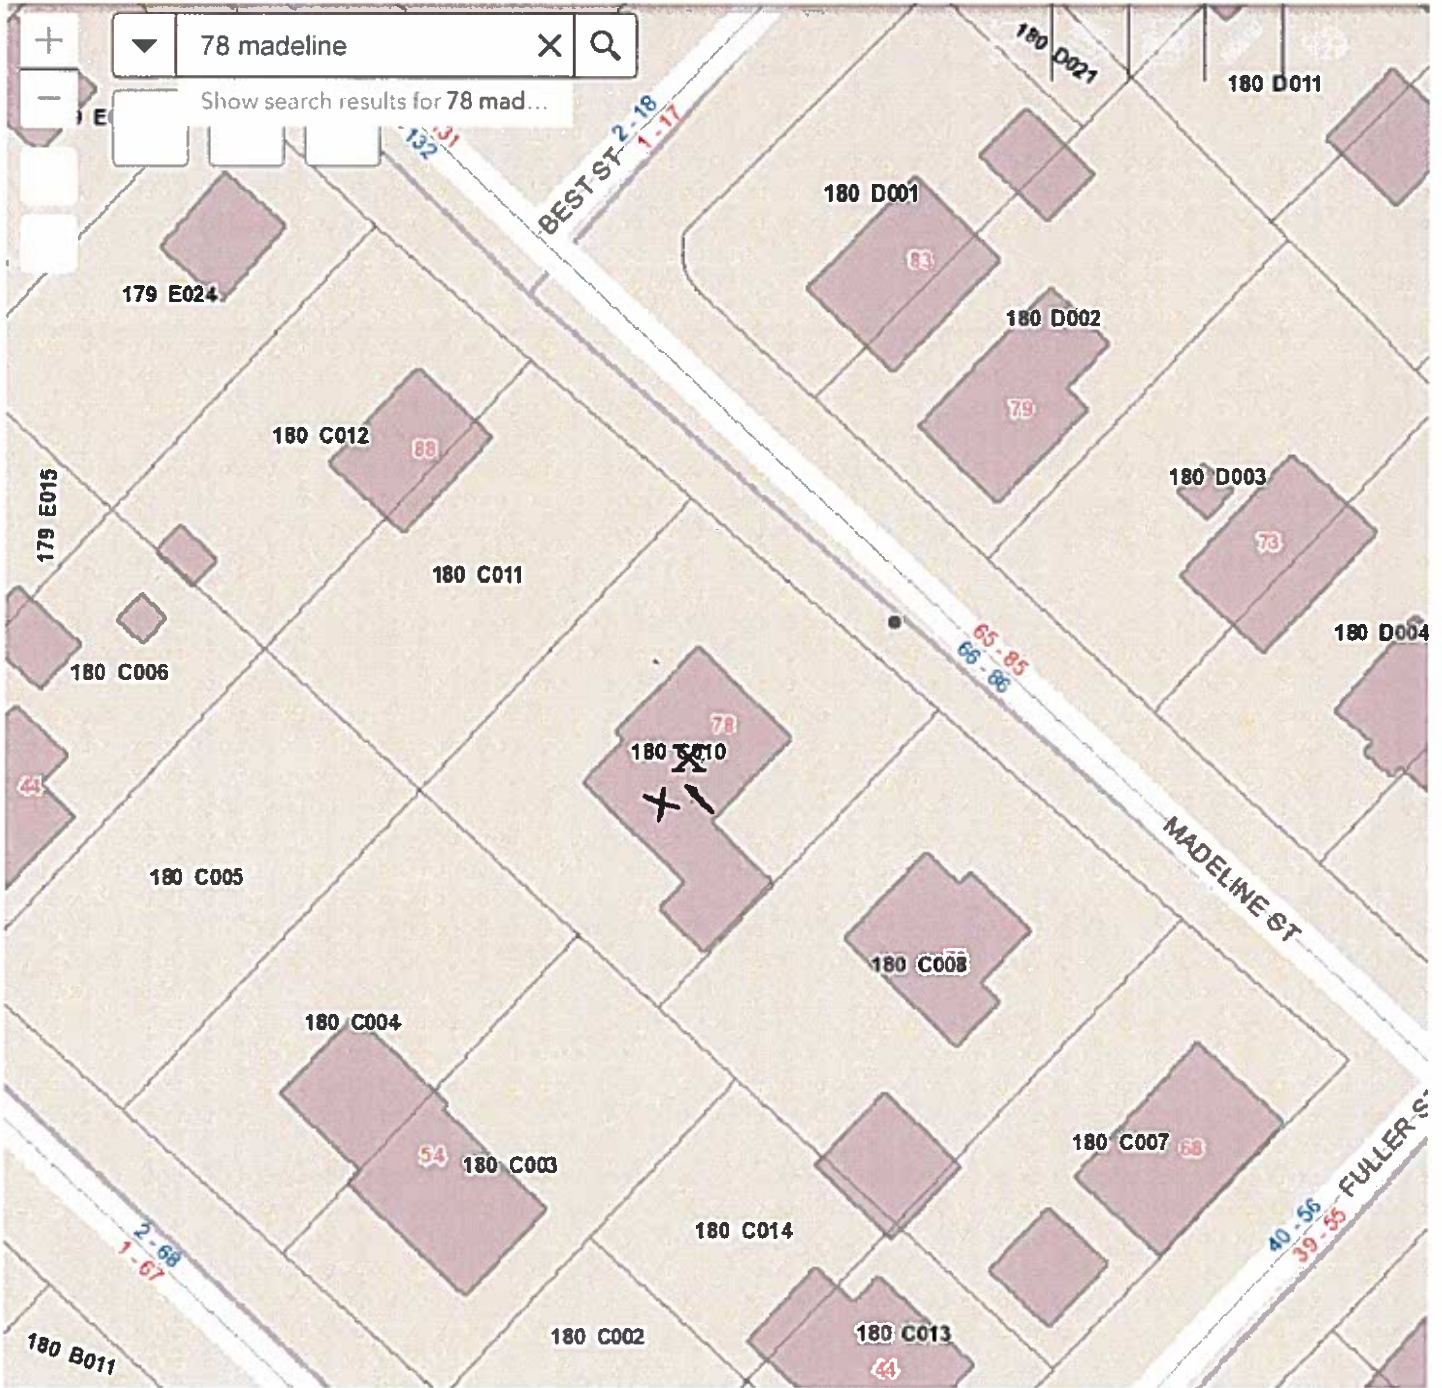 78 madeline
Show search results for 78 mad...
132
BEST ST
2 - 18
1 - 17
180 D021
180 D011
180 D001
83
179 E024
180 D002
79
180 C012
88
180 D003
73
179 E015
180 C011
180 C006
65 - 85
66 - 86
180 D004
78
180 C010
44
MADELINE ST
180 C005
180 C008
180 C004
54
180 C003
180 C007
68
FULLER
40 - 56
39 - 55
180 C014
2 - 68
1 - 67
180 B011
180 C002
180 C013
44